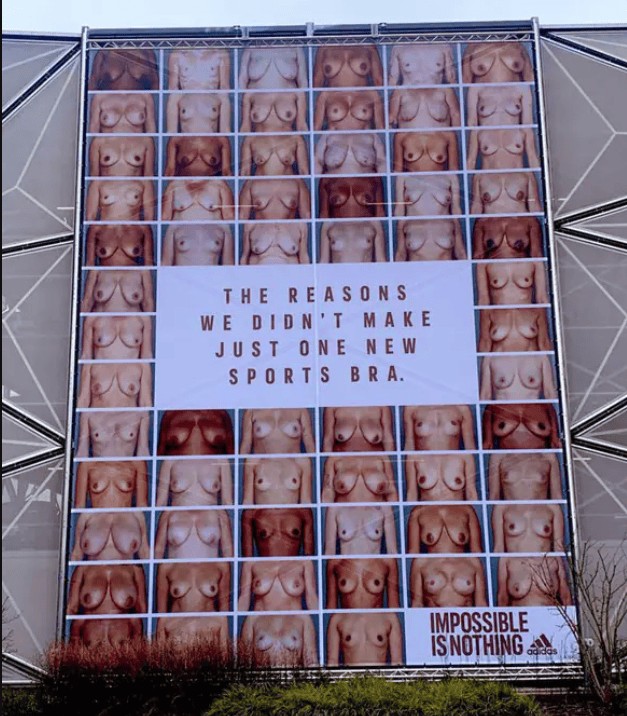 THE REASONS
WE DIDN'T MAKE
JUST ONE NEW
SPORTS BRA.
IMPOSSIBLE
IS NOTHING
adidas